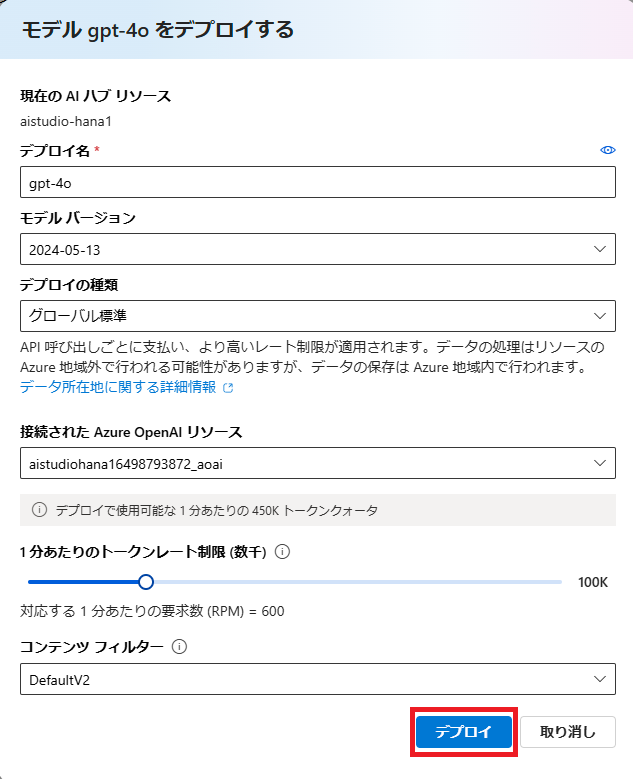 モデル gpt-4o をデプロイする
現在の AI ハブ リソース
aistudio-hana1
デプロイ名 *
gpt-4o
モデル バージョン
2024-05-13
デプロイの種類
グローバル標準
API 呼び出しごとに支払い、より高いレート制限が適用されます。データの処理はリソースの
Azure 地域外で行われる可能性がありますが、データの保存は Azure 地域内で行われます。
データ所在地に関する詳細情報
接続された Azure OpenAI リソース
aistudiohana16498793872_aoai
デプロイで使用可能な 1 分あたりの 450K トークンクォータ
1 分あたりのトークンレート制限 (数千)
100K
対応する 1 分あたりの要求数 (RPM) = 600
コンテンツ フィルター
DefaultV2
デプロイ
取り消し